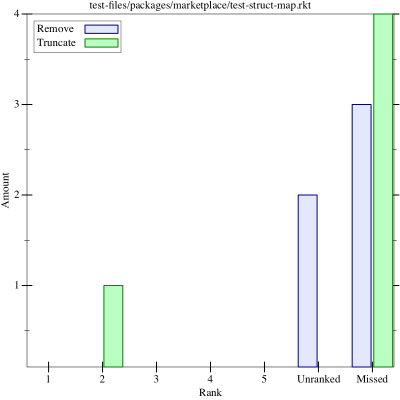 test-files/packages/marketplace/test-struct-map.rkt
Remove
Truncate
4
3
2
1
Amount
1 2 3 4 5 Unranked Missed
Rank